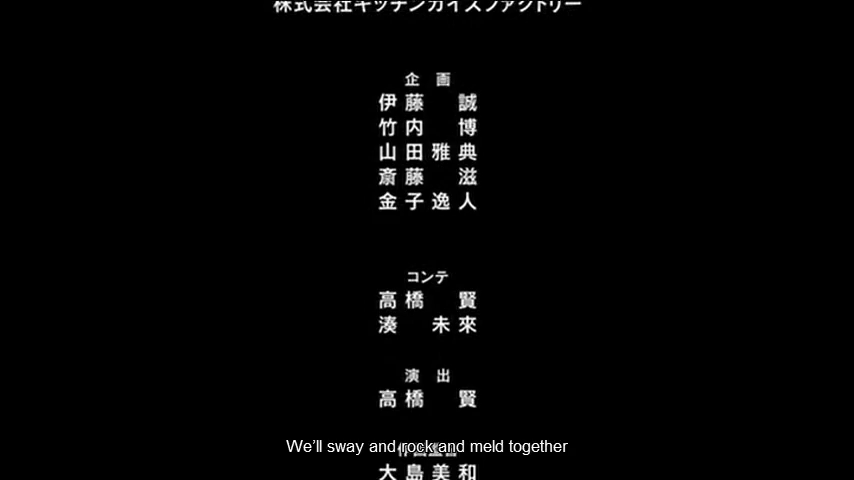 株式会社キッチンガイズファクトリー
企画
伊藤 誠
竹内 博
山田雅典
斎藤 滋
金子逸人
コンテ
高橋 賢
湊 未來
演出
高橋 賢
We'll sway and rock and meld together
大島美和